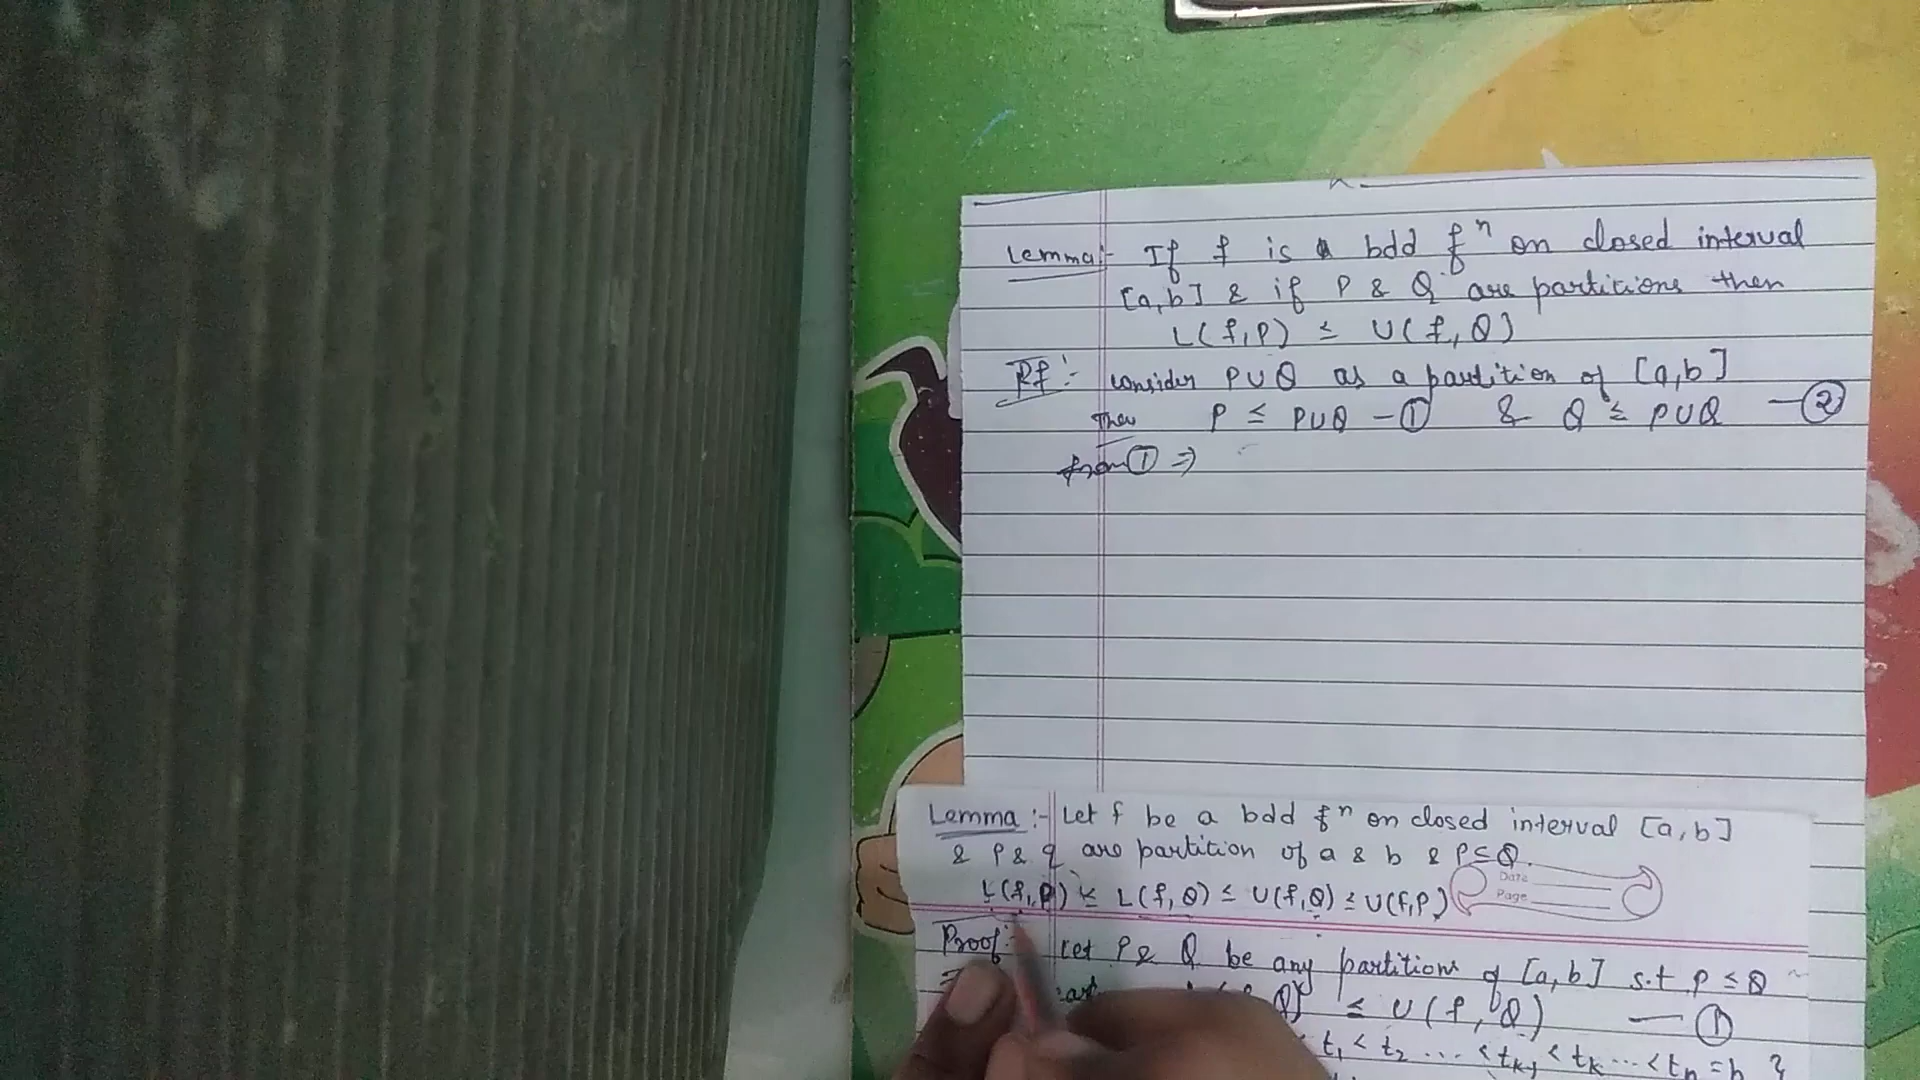 Lemma:- If f is a bdd fⁿ on closed interval
[a,b] & if P & Q are partitions then
L(f,P) ≤ U(f,Q)
Pf:- consider P∪Q as a partition of [a,b]
Then P ≤ P∪Q -① & Q ≤ P∪Q -②
from ① ⇒
Lemma:- Let f be a bdd fⁿ on closed interval [a,b]
& P & q are partition of a & b & P⊆Q.
L(f,P) ≤ L(f,Q) ≤ U(f,Q) ≤ U(f,P)
Date
Page
Proof:- Let P & Q be any partitions of [a,b] s.t P ≤ Q
Q) ≤ U(f,Q) -①
t₁ < t₂ ... < tₖ₋₁ < tₖ ... < tₙ = b }